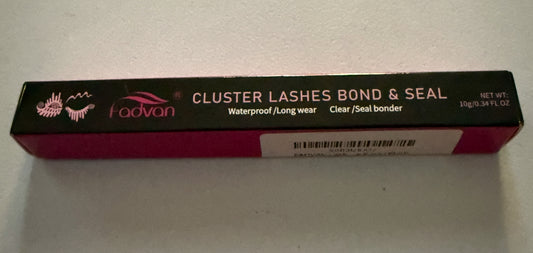 Fadvan ®
CLUSTER LASHES BOND & SEAL
Waterproof /Long wear Clear /Seal bonder
NET WT:
10g/0.34 FL OZ